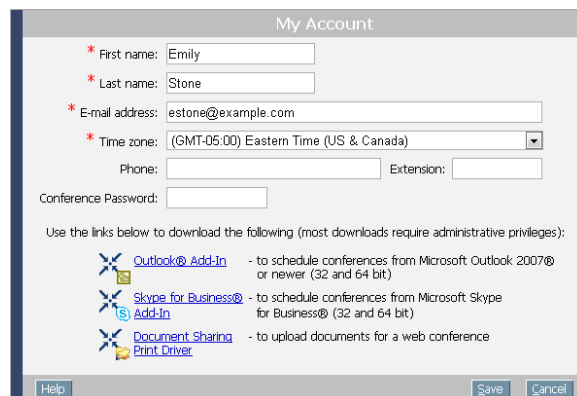 My Account
* First name: Emily
* Last name: Stone
* E-mail address: estone@example.com
* Time zone: (GMT-05:00) Eastern Time (US & Canada)
Phone: Extension:
Conference Password:
Use the links below to download the following (most downloads require administrative privileges):
Outlook® Add-In - to schedule conferences from Microsoft Outlook 2007®
or newer (32 and 64 bit)
Skype for Business® - to schedule conferences from Microsoft Skype
Add-In for Business® (32 and 64 bit)
Document Sharing - to upload documents for a web conference
Print Driver
Help Save Cancel